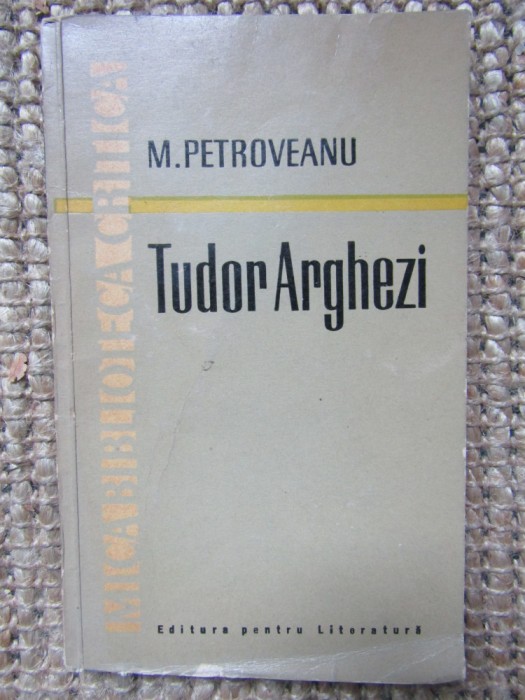 M.PETROVEANU
Tudor Arghezi
Editura pentru Literatură